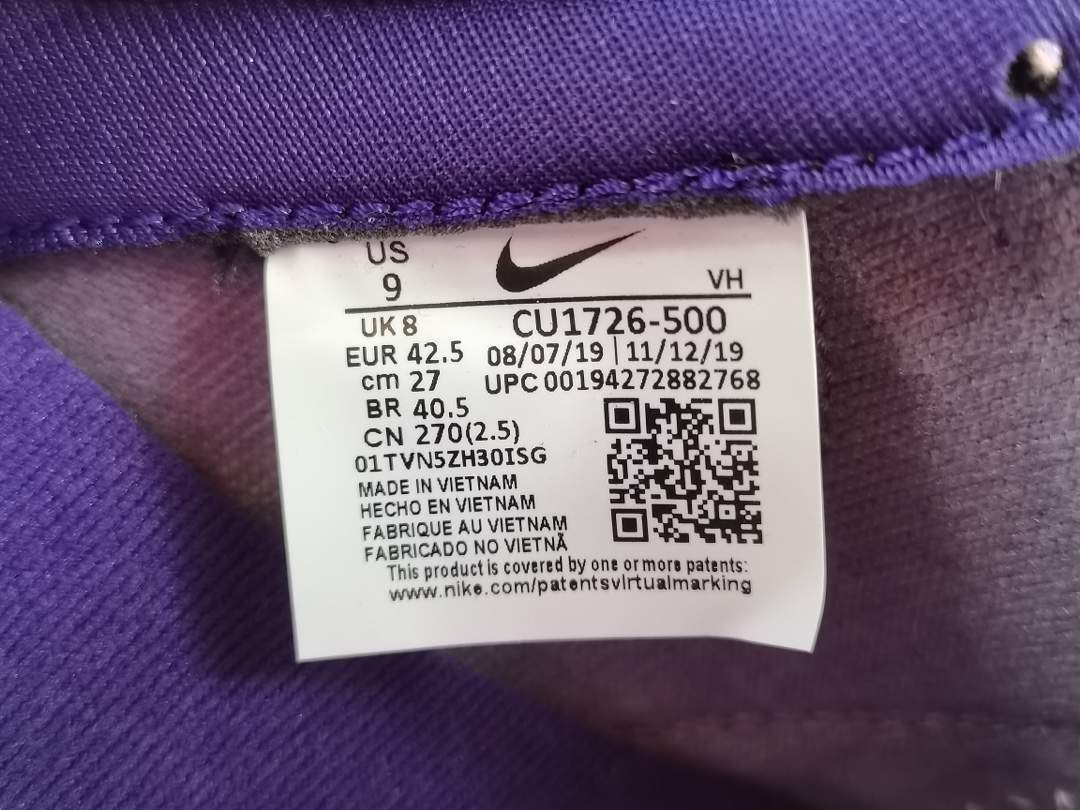 US
9
VH
UK 8
CU1726-500
EUR 42.5
08/07/19 | 11/12/19
cm 27
UPC 00194272882768
BR 40.5
CN 270(2.5)
01TVN5ZH30ISG
MADE IN VIETNAM
HECHO EN VIETNAM
FABRIQUE AU VIETNAM
FABRICADO NO VIETNÃ
This product is covered by one or more patents:
www.nike.com/patentsvirtualmarking